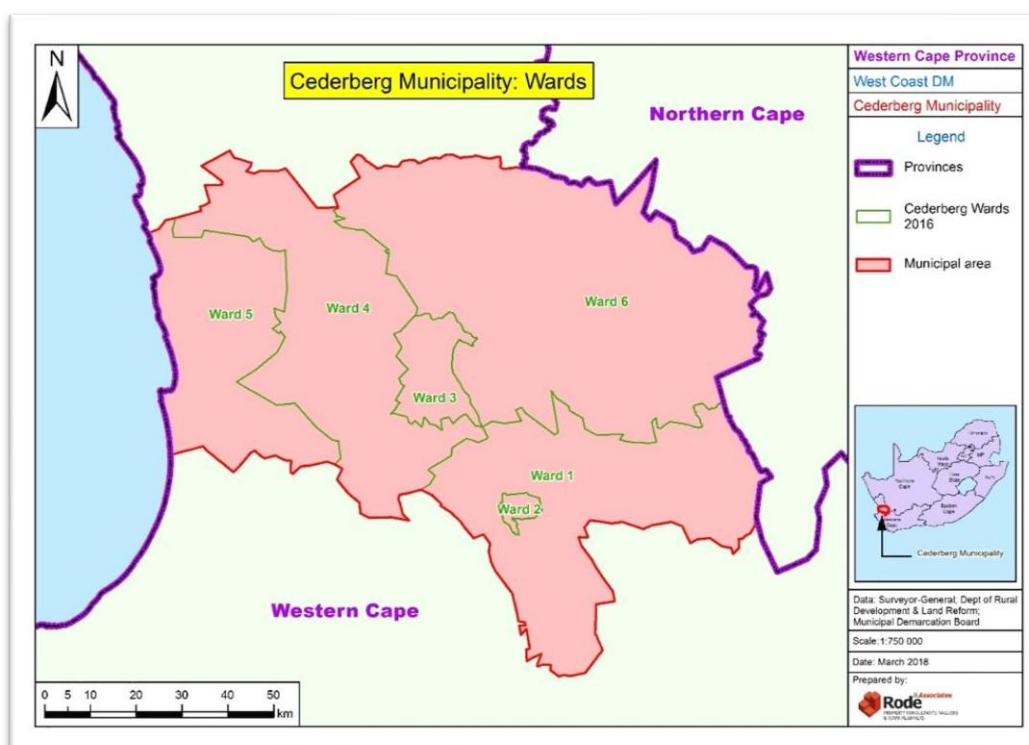 N
Cederberg Municipality: Wards
Northern Cape
Ward 6
Ward 5
Ward 4
Ward 3
Ward 1
Ward 2
Western Cape
0 5 10 20 30 40 50
km
Western Cape Province
West Coast DM
Cederberg Municipality
Legend
Provinces
Cederberg Wards
2016
Municipal area
Cederberg Municipality
Data: Surveyor-General; Dept of Rural
Development & Land Reform;
Municipal Demarcation Board
Scale:1:750 000
Date: March 2018
Prepared by:
Rode
& Associates